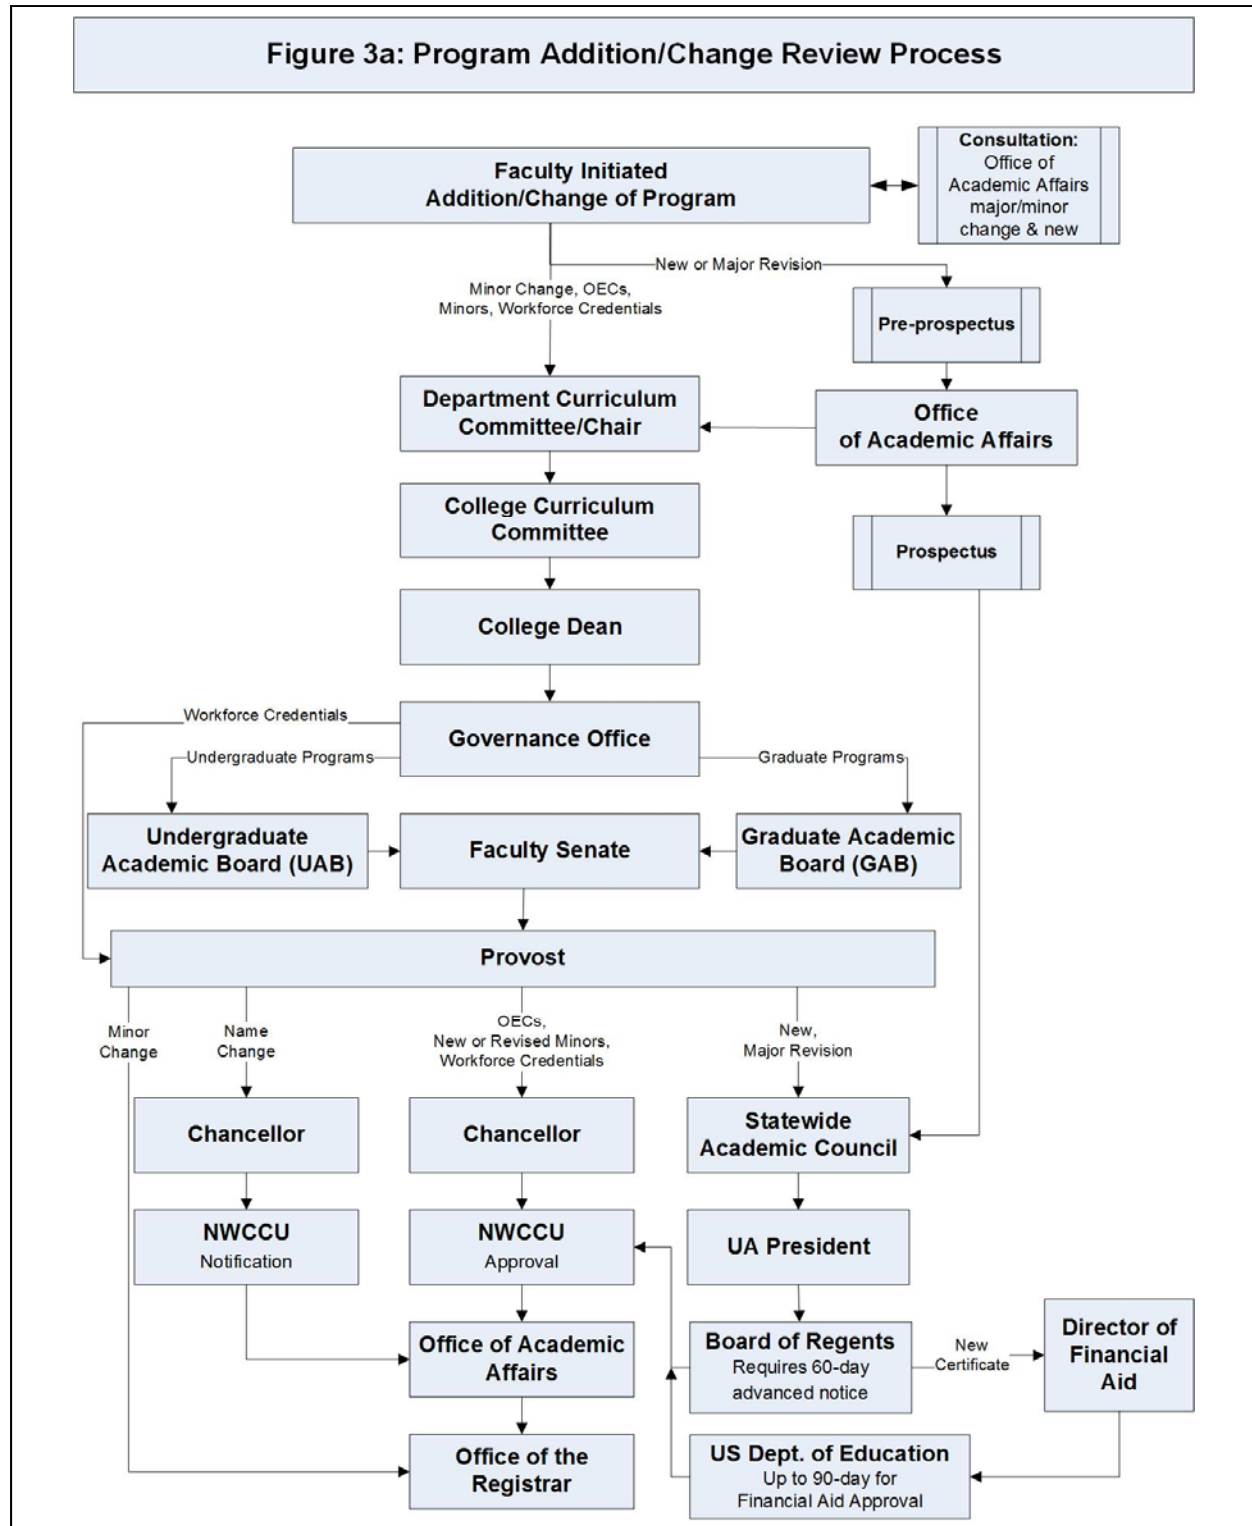 Figure 3a: Program Addition/Change Review Process
Faculty Initiated
Addition/Change of Program
Consultation:
Office of
Academic Affairs
major/minor
change & new
New or Major Revision
Minor Change, OECs,
Minors, Workforce Credentials
Pre-prospectus
Department Curriculum
Committee/Chair
Office
of Academic Affairs
College Curriculum
Committee
Prospectus
College Dean
Workforce Credentials
Governance Office
Undergraduate Programs
Graduate Programs
Undergraduate
Academic Board (UAB)
Faculty Senate
Graduate Academic
Board (GAB)
Provost
Minor
Change
Name
Change
OECs,
New or Revised Minors,
Workforce Credentials
New,
Major Revision
Chancellor
Chancellor
Statewide
Academic Council
NWCCU
Notification
NWCCU
Approval
UA President
Office of Academic
Affairs
Board of Regents
Requires 60-day
advanced notice
New
Certificate
Director of
Financial
Aid
Office of the
Registrar
US Dept. of Education
Up to 90-day for
Financial Aid Approval